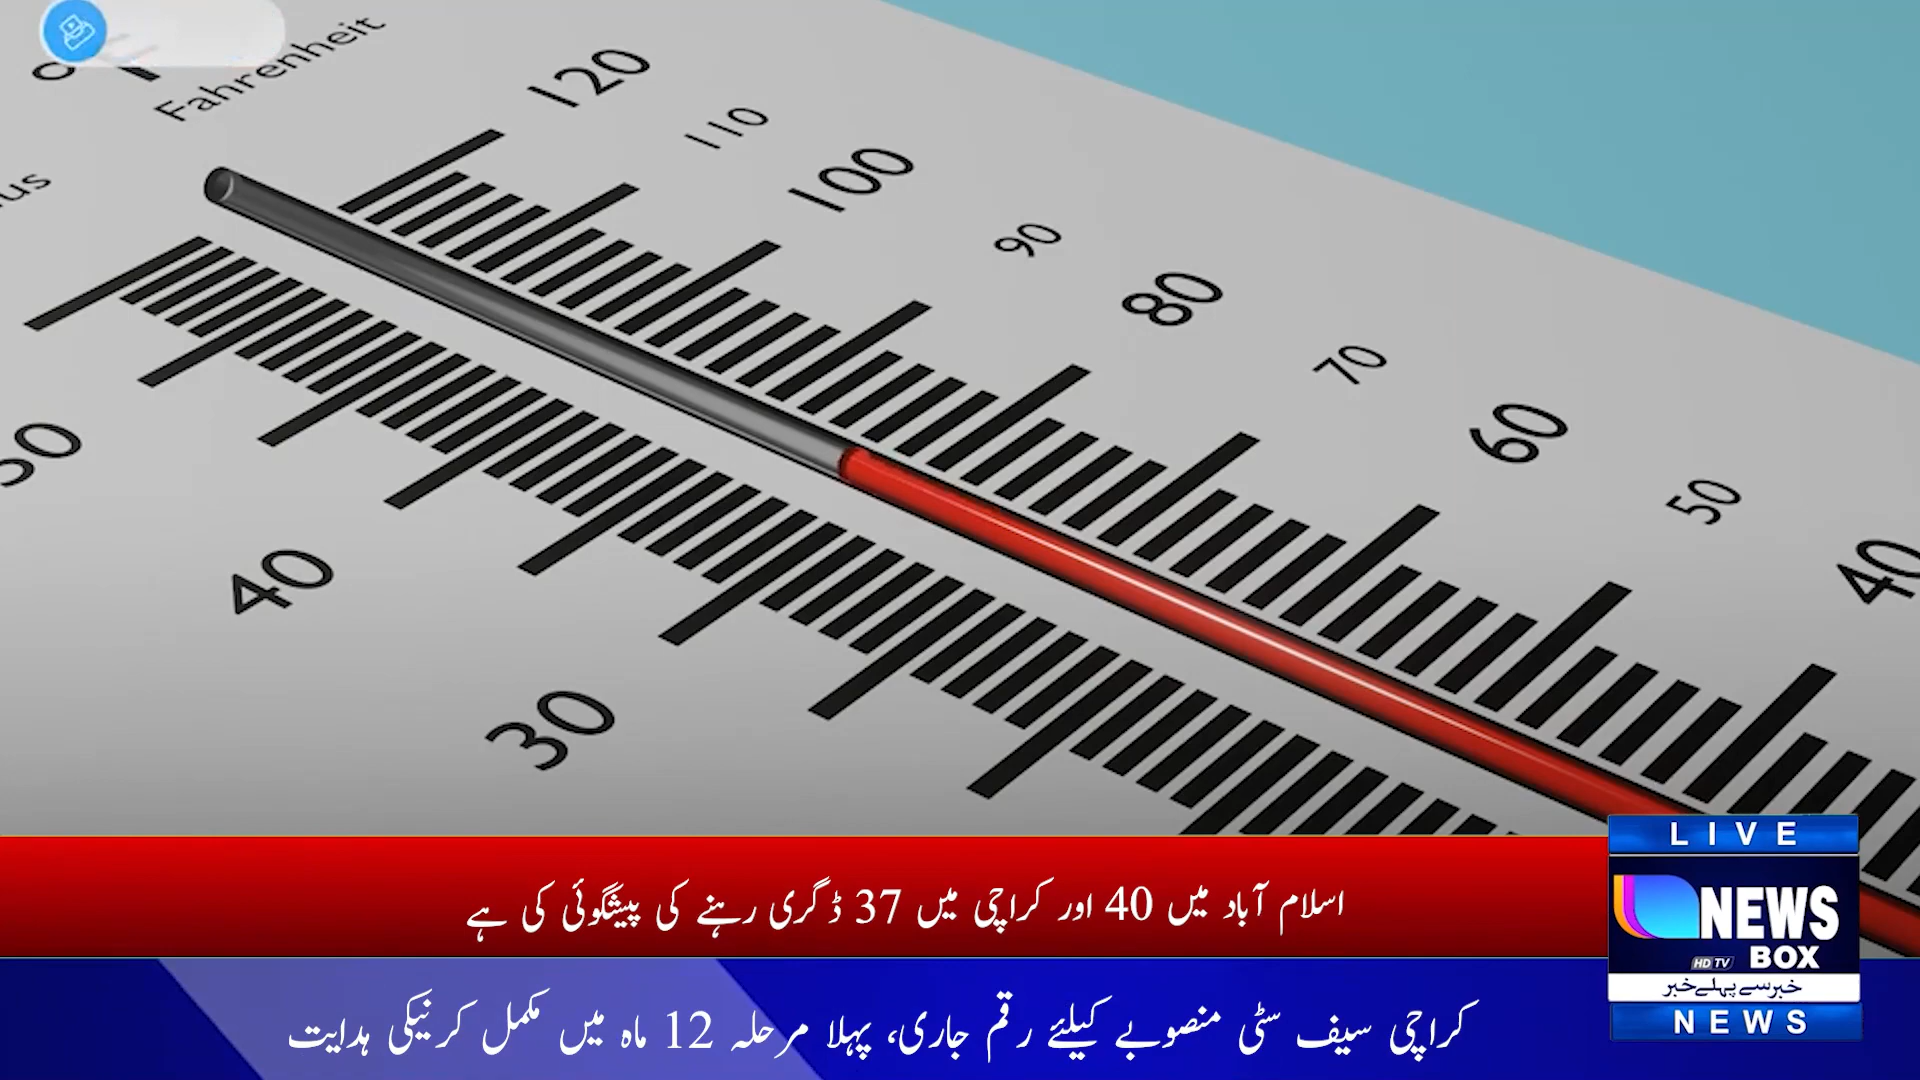 Fahrenheit
120
110
100
90
80
70
60
50
40
us
50
40
30
اسلام آباد میں 40 اور کراچی میں 37 ڈگری رہنے کی پیشگوئی کی ہے
کراچی سیف سٹی منصوبے کیلئے رقم جاری، پہلا مرحلہ 12 ماہ میں مکمل کرنیکی ہدایت
LIVE
NEWS
BOX
HD TV
خبر سے پہلے خبر
NEWS